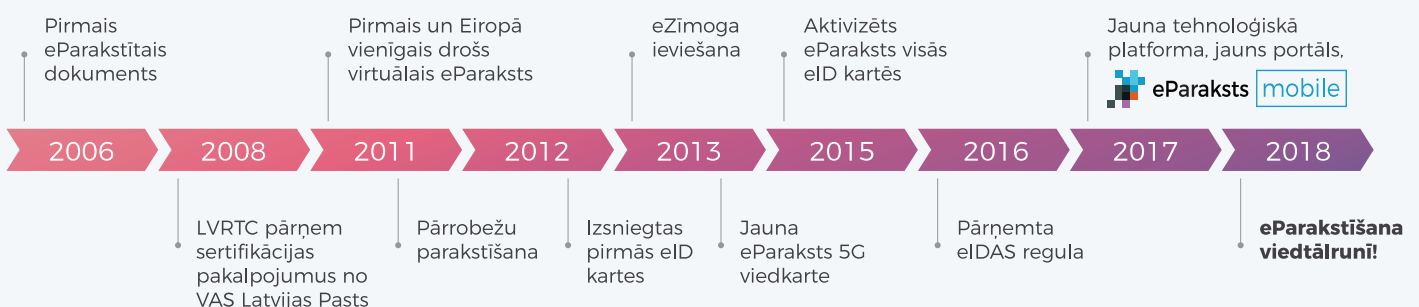 Pirmais
eParakstītais
dokuments
Pirmais un Eiropā
vienīgais drošs
virtuālais eParaksts
eZīmoga
ieviešana
Aktivizēts
eParaksts visās
eID kartēs
Jauna tehnoloģiskā
platforma, jauns portāls,
eParaksts mobile
2006
2008
2011
2012
2013
2015
2016
2017
2018
LVRTC pārņem
sertifikācijas
pakalpojumus no
VAS Latvijas Pasts
Pārrobežu
parakstīšana
Izsniegtas
pirmās eID
kartes
Jauna
eParaksts 5G
viedkarte
Pārņemta
eIDAS regula
eParakstīšana
viedtālrunī!